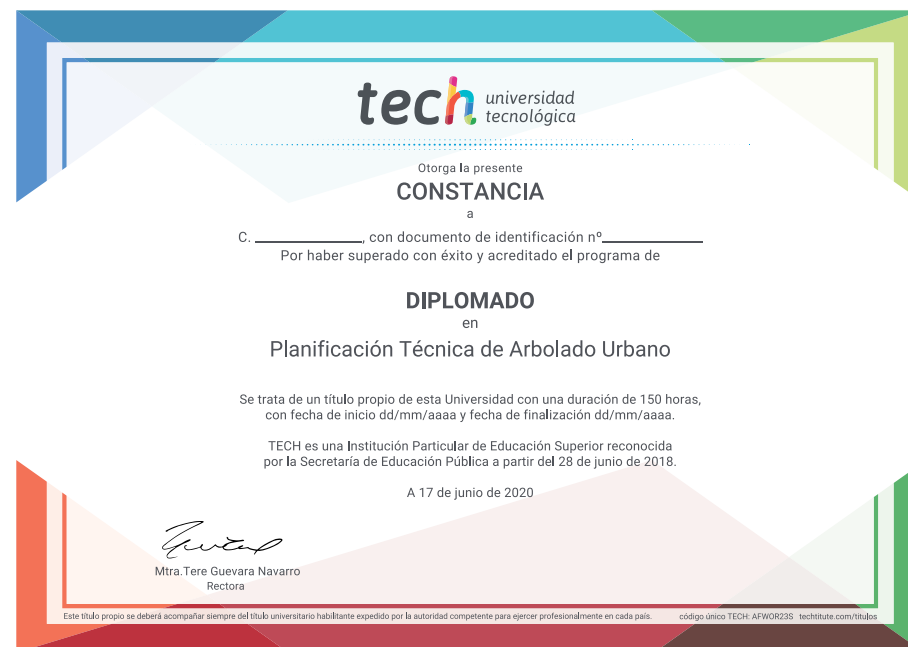 tech universidad
tecnológica
Otorga la presente
CONSTANCIA
a
C. ______________, con documento de identificación nº_____________
Por haber superado con éxito y acreditado el programa de
DIPLOMADO
en
Planificación Técnica de Arbolado Urbano
Se trata de un título propio de esta Universidad con una duración de 150 horas,
con fecha de inicio dd/mm/aaaa y fecha de finalización dd/mm/aaaa.
TECH es una Institución Particular de Educación Superior reconocida
por la Secretaría de Educación Pública a partir del 28 de junio de 2018.
A 17 de junio de 2020
Mtra.Tere Guevara Navarro
Rectora
Este título propio se deberá acompañar siempre del título universitario habilitante expedido por la autoridad competente para ejercer profesionalmente en cada país. código único TECH: AFWOR23S techtitute.com/titulos